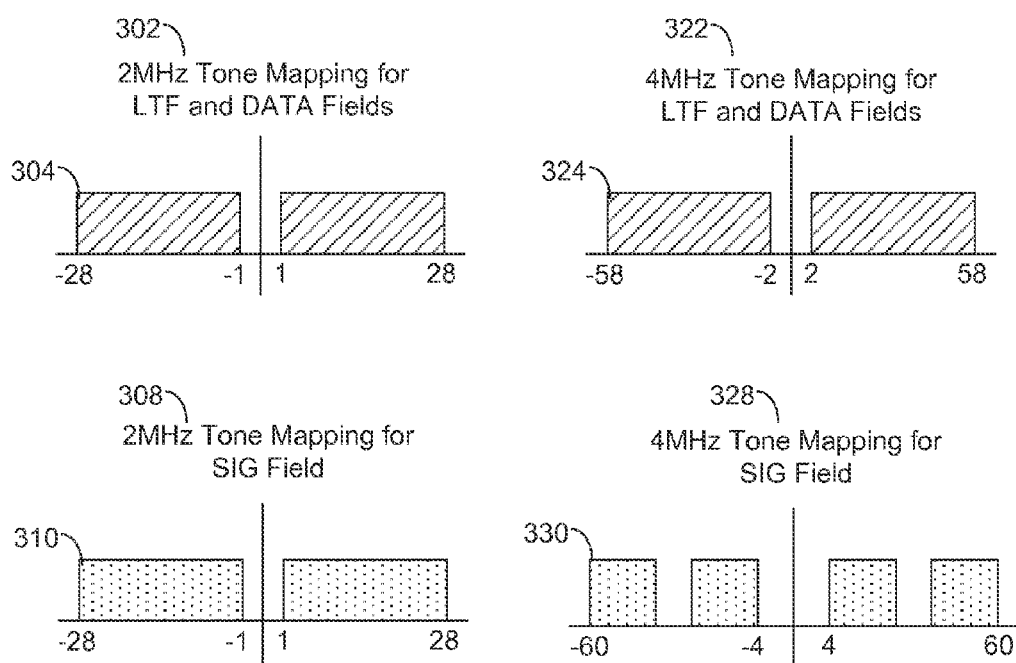 302
2MHz Tone Mapping for
LTF and DATA Fields
304
-28 -1 1 28
322
4MHz Tone Mapping for
LTF and DATA Fields
324
-58 -2 2 58
308
2MHz Tone Mapping for
SIG Field
310
-28 -1 1 28
328
4MHz Tone Mapping for
SIG Field
330
-60 -4 4 60